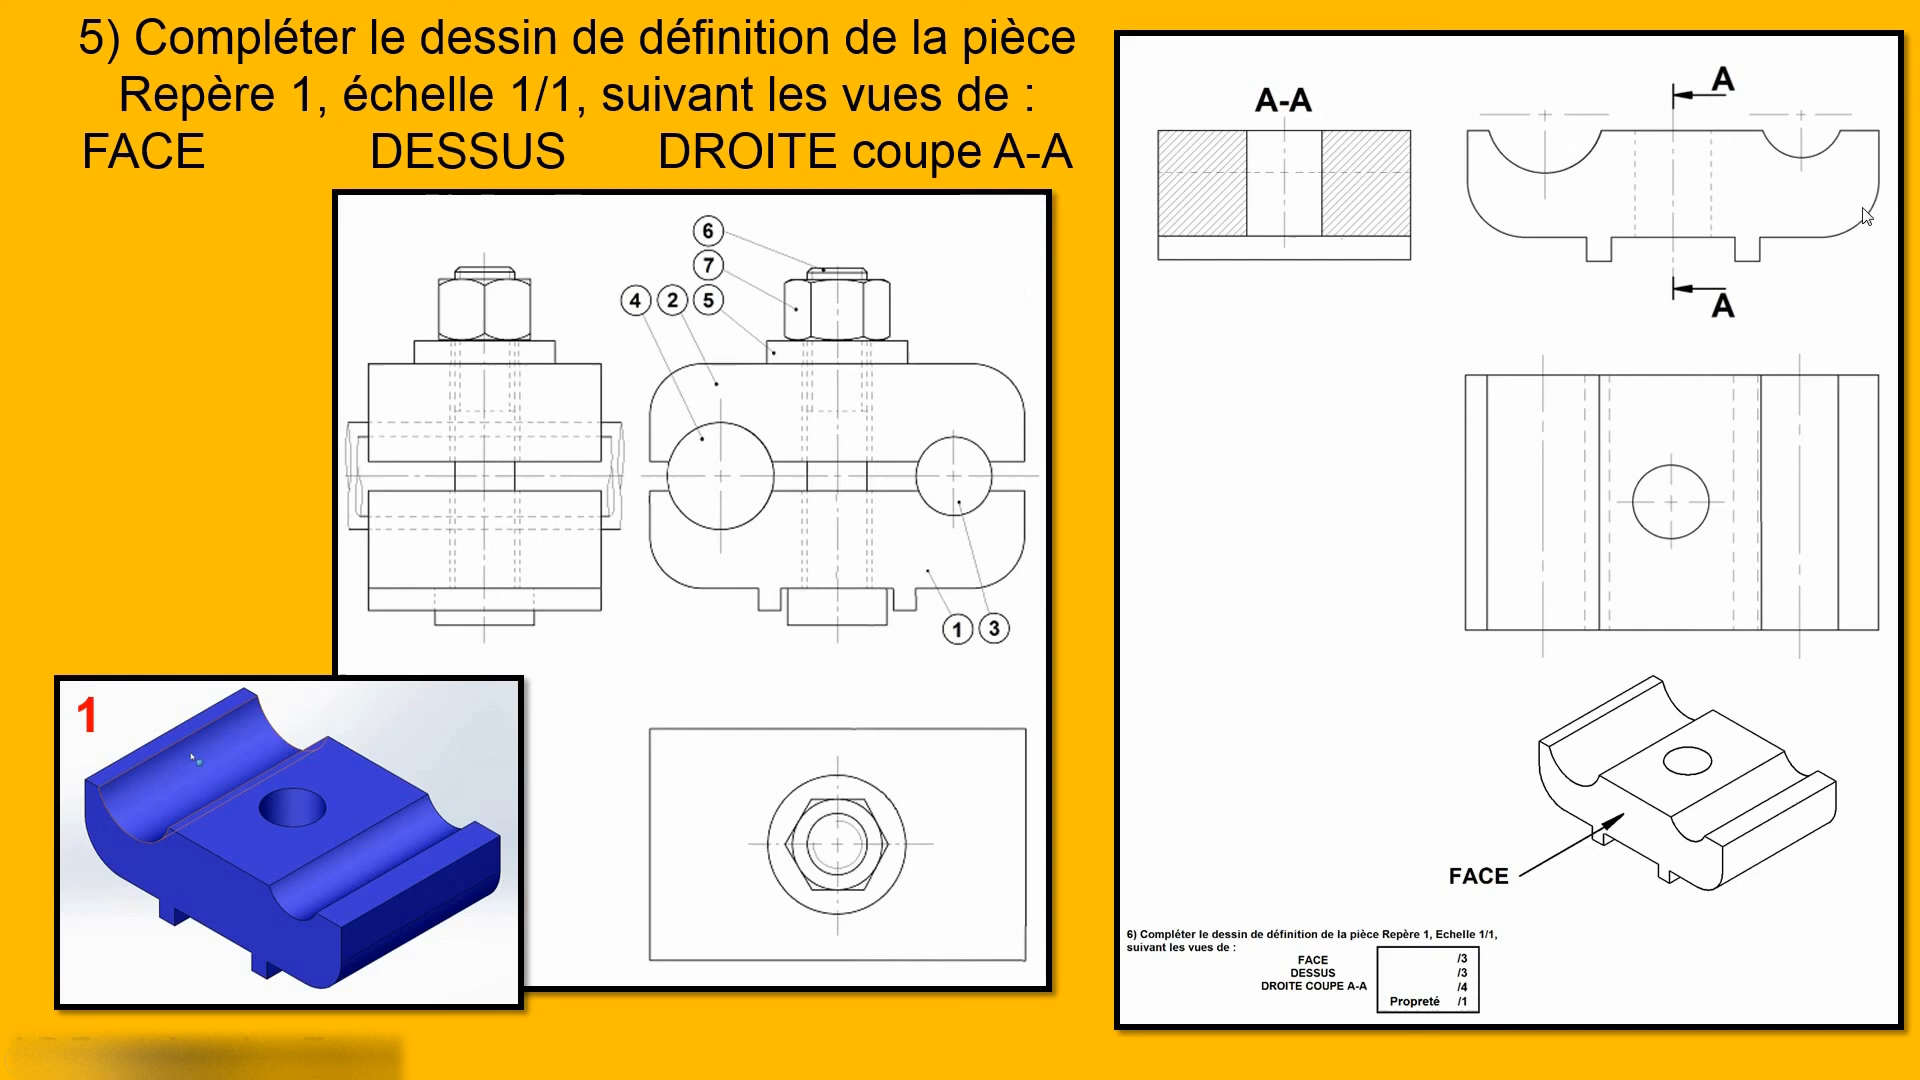 5) Compléter le dessin de définition de la pièce
Repère 1, échelle 1/1, suivant les vues de :
FACE DESSUS DROITE coupe A-A
6
7
4 2 5
1 3
1
A-A
A
A
FACE
6) Compléter le dessin de définition de la pièce Repère 1, Echelle 1/1,
suivant les vues de :
FACE /3
DESSUS /3
DROITE COUPE A-A /4
Propreté /1